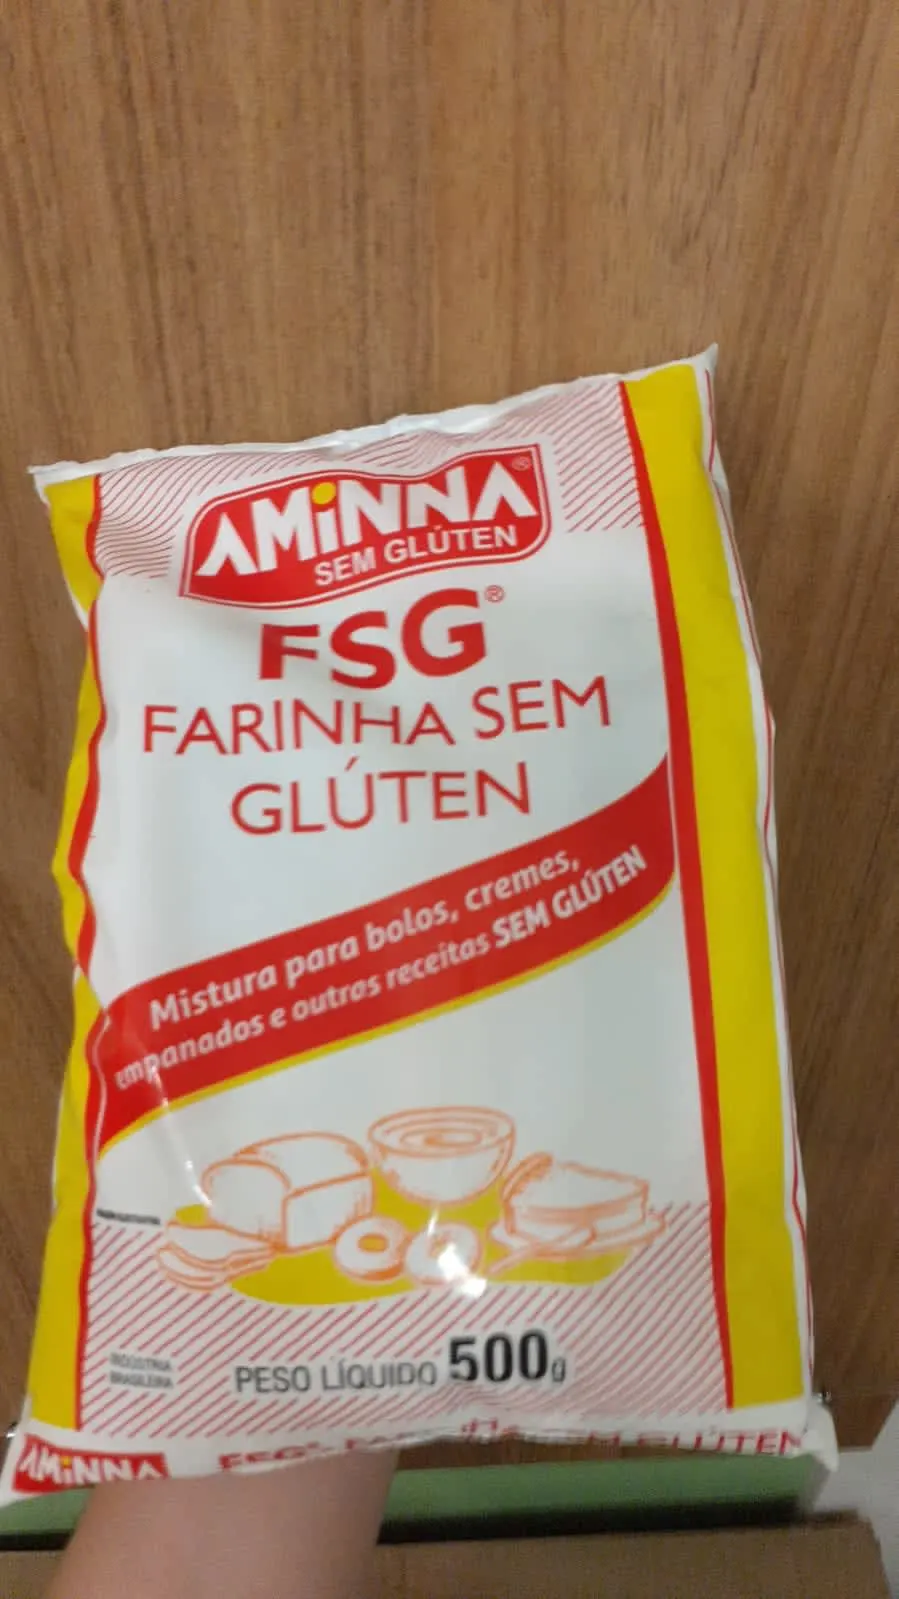 AMiNNA®
SEM GLÚTEN
FSG®
FARINHA SEM
GLÚTEN
Mistura para bolos, cremes,
empanados e outras receitas SEM GLÚTEN
INDÚSTRIA
BRASILEIRA
PESO LÍQUIDO 500g
AMiNNA
GLÚTEN